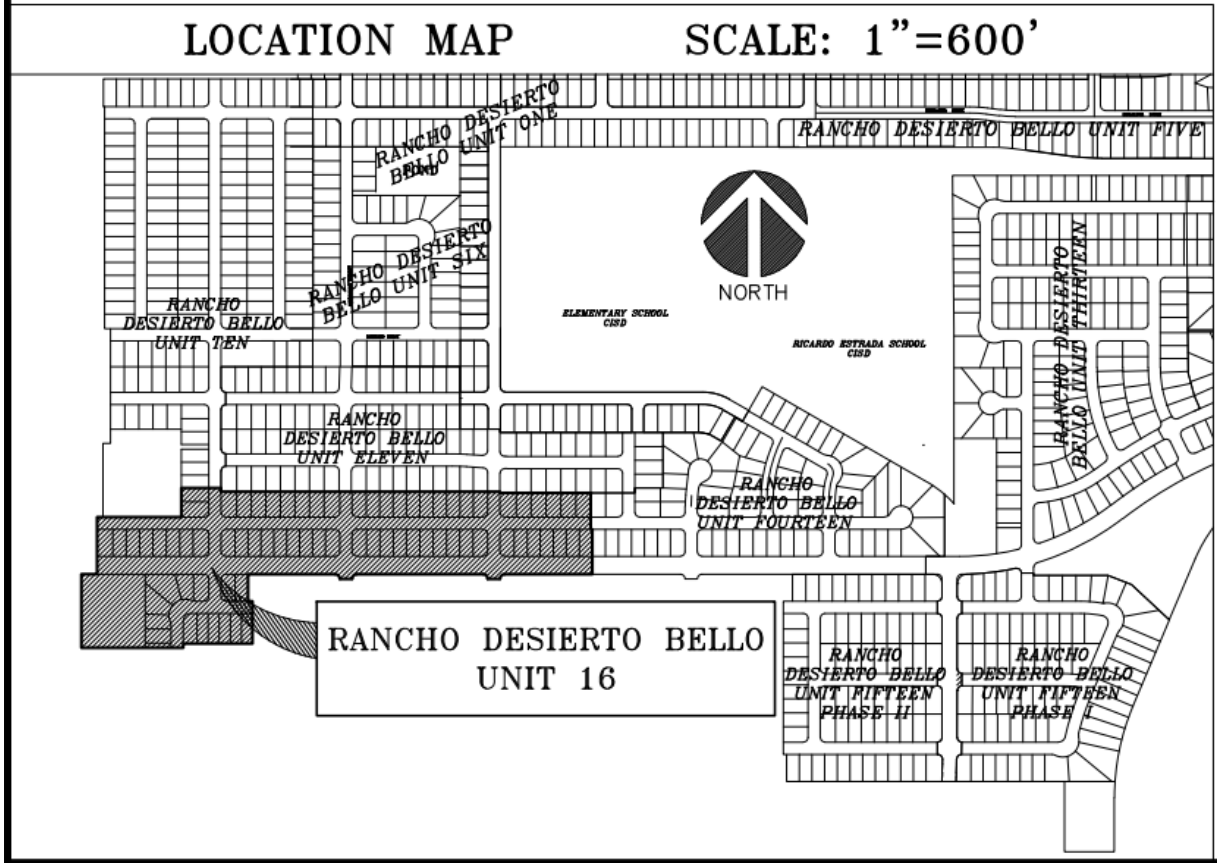 LOCATION MAP SCALE: 1"=600'
RANCHO DESIERTO
BELLO UNIT ONE
POND
RANCHO DESIERTO BELLO UNIT FIVE
RANCHO DESIERTO
BELLO UNIT SIX
NORTH
RANCHO
DESIERTO BELLO
UNIT TEN
ELEMENTARY SCHOOL
CISD
RICARDO ESTRADA SCHOOL
CISD
RANCHO DESIERTO
BELLO UNIT THIRTEEN
RANCHO
DESIERTO BELLO
UNIT ELEVEN
RANCHO
DESIERTO BELLO
UNIT FOURTEEN
RANCHO DESIERTO BELLO
UNIT 16
RANCHO
DESIERTO BELLO
UNIT FIFTEEN
PHASE II
RANCHO
DESIERTO BELLO
UNIT FIFTEEN
PHASE I